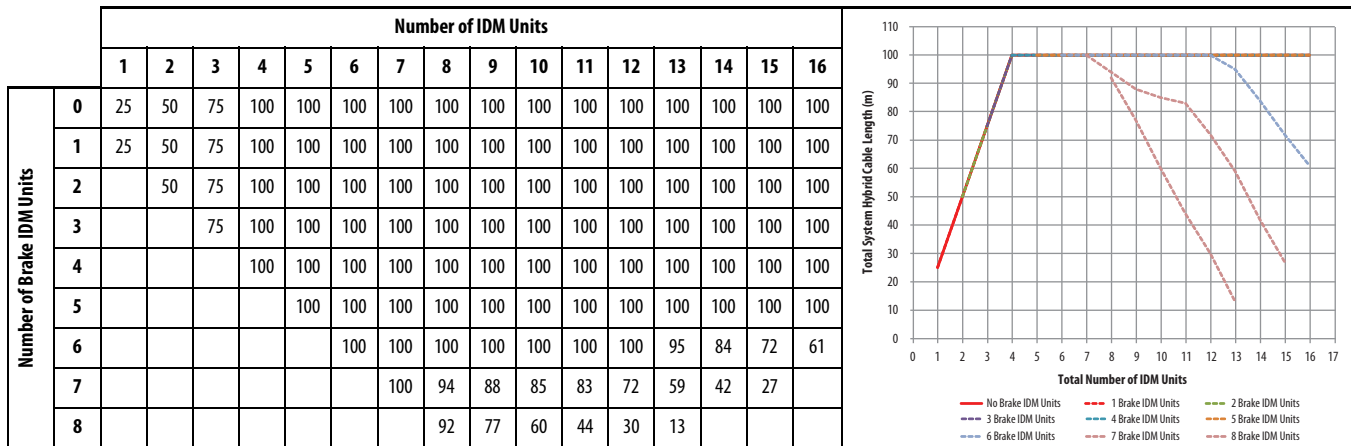 Number of IDM Units
1 2 3 4 5 6 7 8 9 10 11 12 13 14 15 16
Number of Brake IDM Units
0 25 50 75 100 100 100 100 100 100 100 100 100 100 100 100 100
1 25 50 75 100 100 100 100 100 100 100 100 100 100 100 100 100
2 50 75 100 100 100 100 100 100 100 100 100 100 100 100 100
3 75 100 100 100 100 100 100 100 100 100 100 100 100 100
4 100 100 100 100 100 100 100 100 100 100 100 100 100
5 100 100 100 100 100 100 100 100 100 100 100 100
6 100 100 100 100 100 100 100 95 84 72 61
7 100 94 88 85 83 72 59 42 27
8 92 77 60 44 30 13
Total System Hybrid Cable Length (m)
110
100
90
80
70
60
50
40
30
20
10
0
0 1 2 3 4 5 6 7 8 9 10 11 12 13 14 15 16 17
Total Number of IDM Units
No Brake IDM Units 1 Brake IDM Units 2 Brake IDM Units
3 Brake IDM Units 4 Brake IDM Units 5 Brake IDM Units
6 Brake IDM Units 7 Brake IDM Units 8 Brake IDM Units